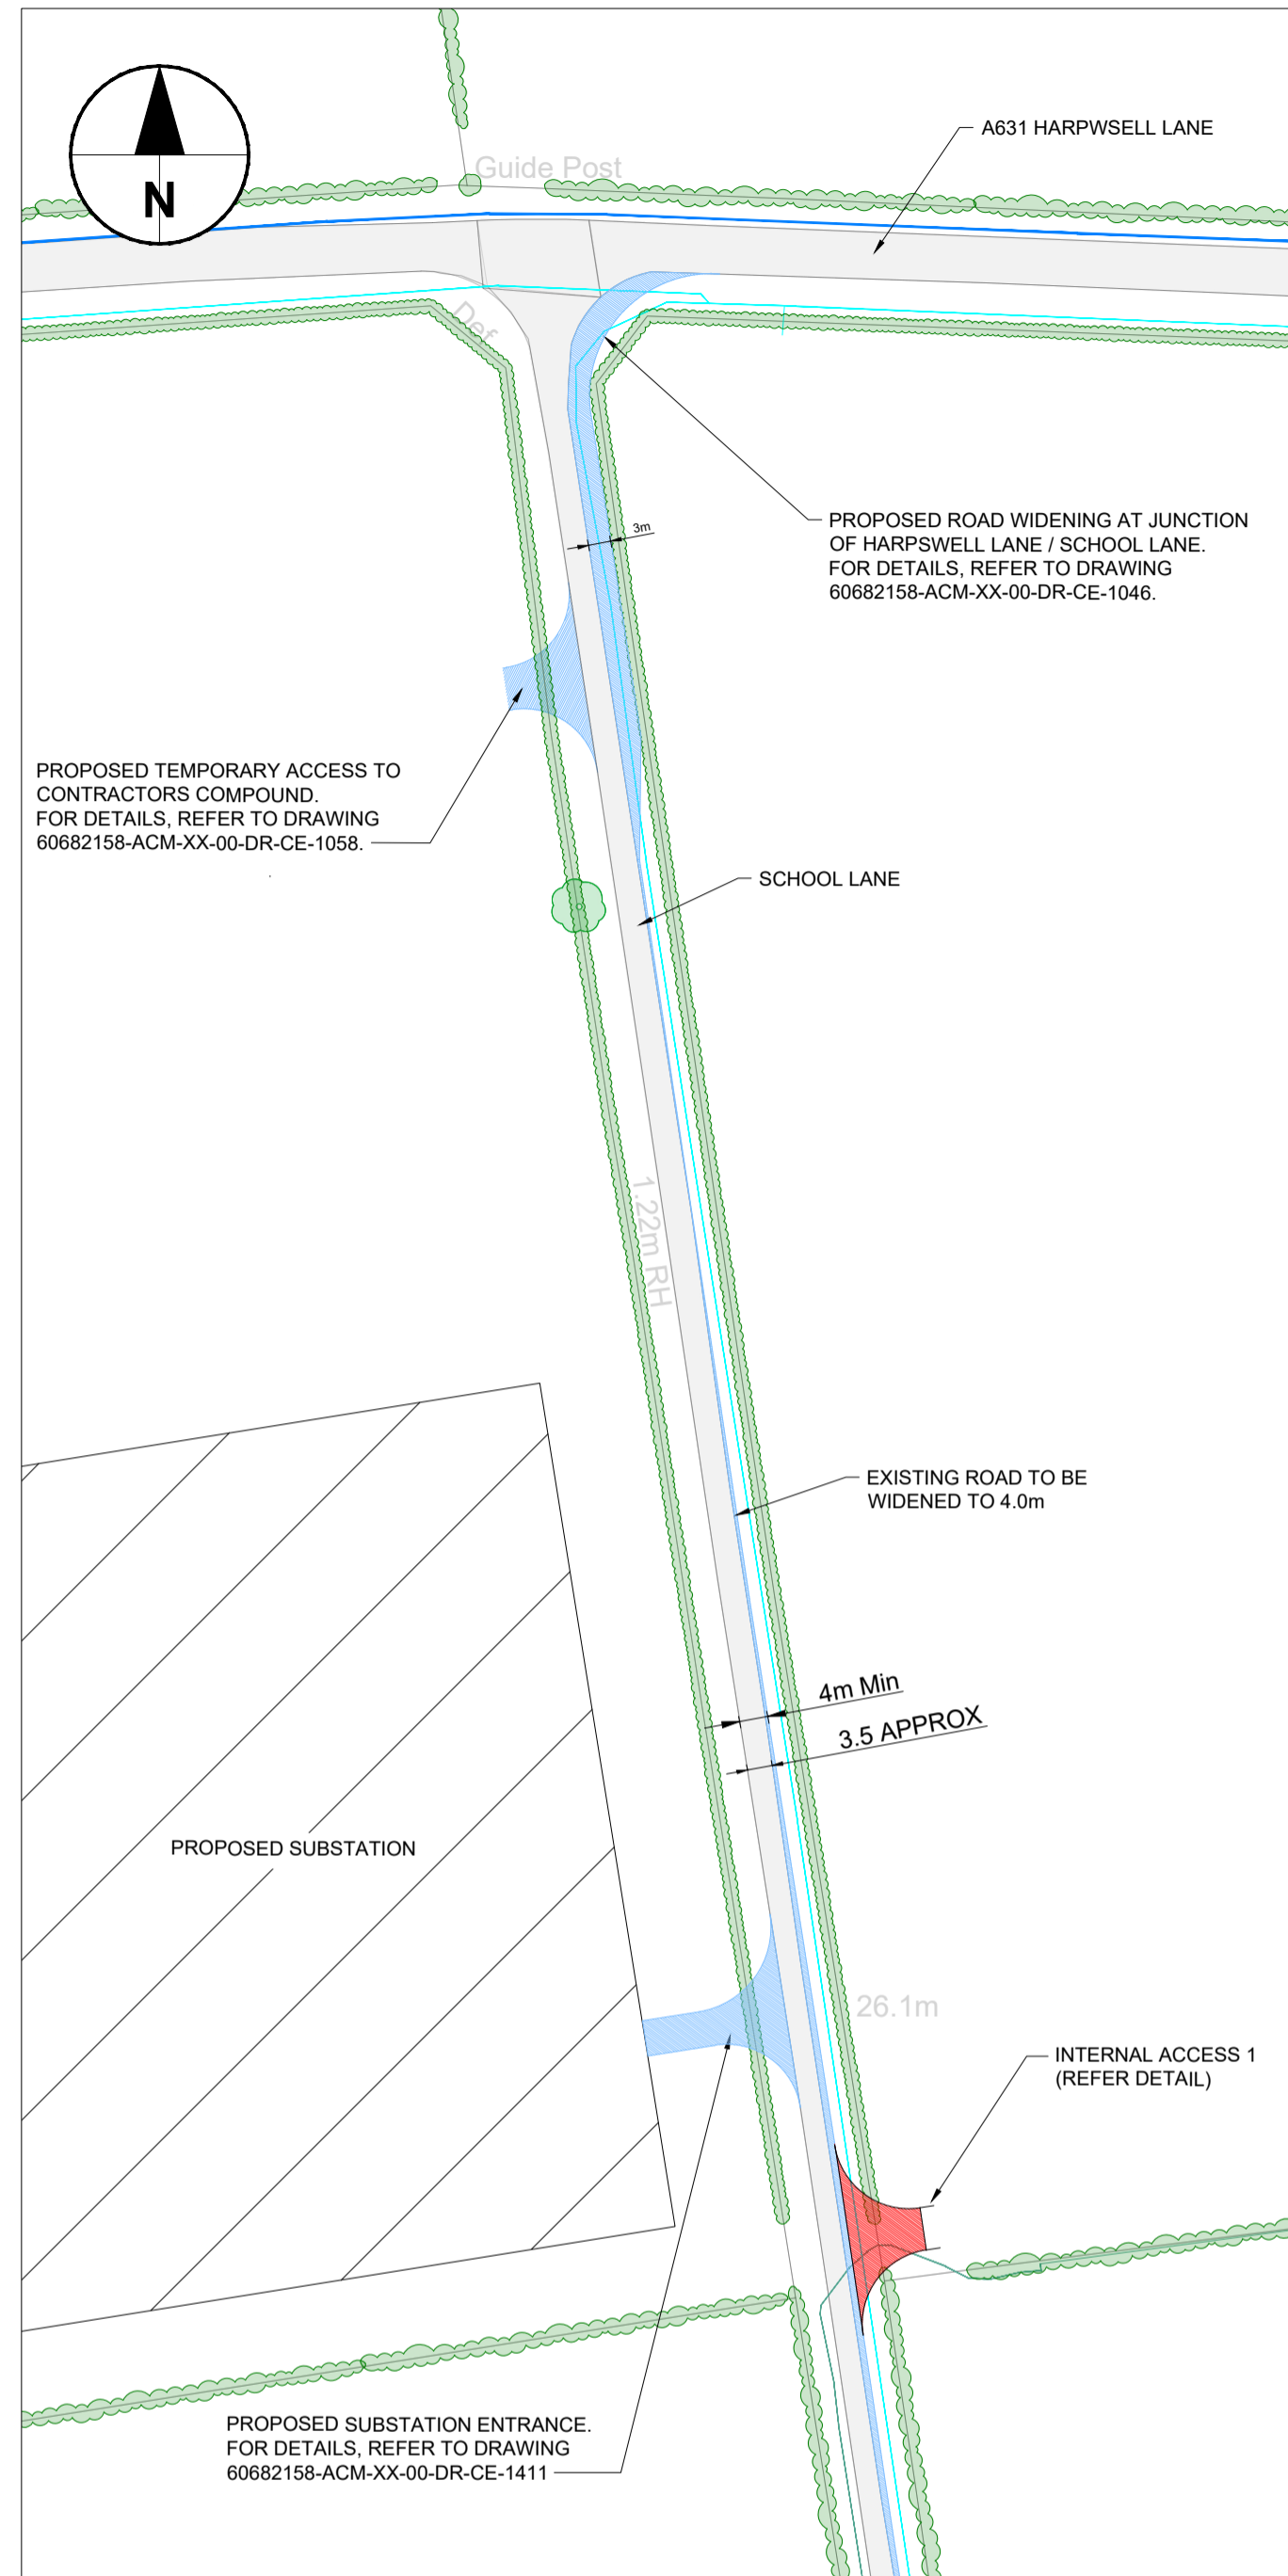 A631 HARPWSELL LANE
Guide Post
N
Def
PROPOSED ROAD WIDENING AT JUNCTION
OF HARPSWELL LANE / SCHOOL LANE.
FOR DETAILS, REFER TO DRAWING
60682158-ACM-XX-00-DR-CE-1046.
3m
PROPOSED TEMPORARY ACCESS TO
CONTRACTORS COMPOUND.
FOR DETAILS, REFER TO DRAWING
60682158-ACM-XX-00-DR-CE-1058.
SCHOOL LANE
1.22m RH
EXISTING ROAD TO BE
WIDENED TO 4.0m
4m Min
3.5 APPROX
PROPOSED SUBSTATION
26.1m
INTERNAL ACCESS 1
(REFER DETAIL)
PROPOSED SUBSTATION ENTRANCE.
FOR DETAILS, REFER TO DRAWING
60682158-ACM-XX-00-DR-CE-1411